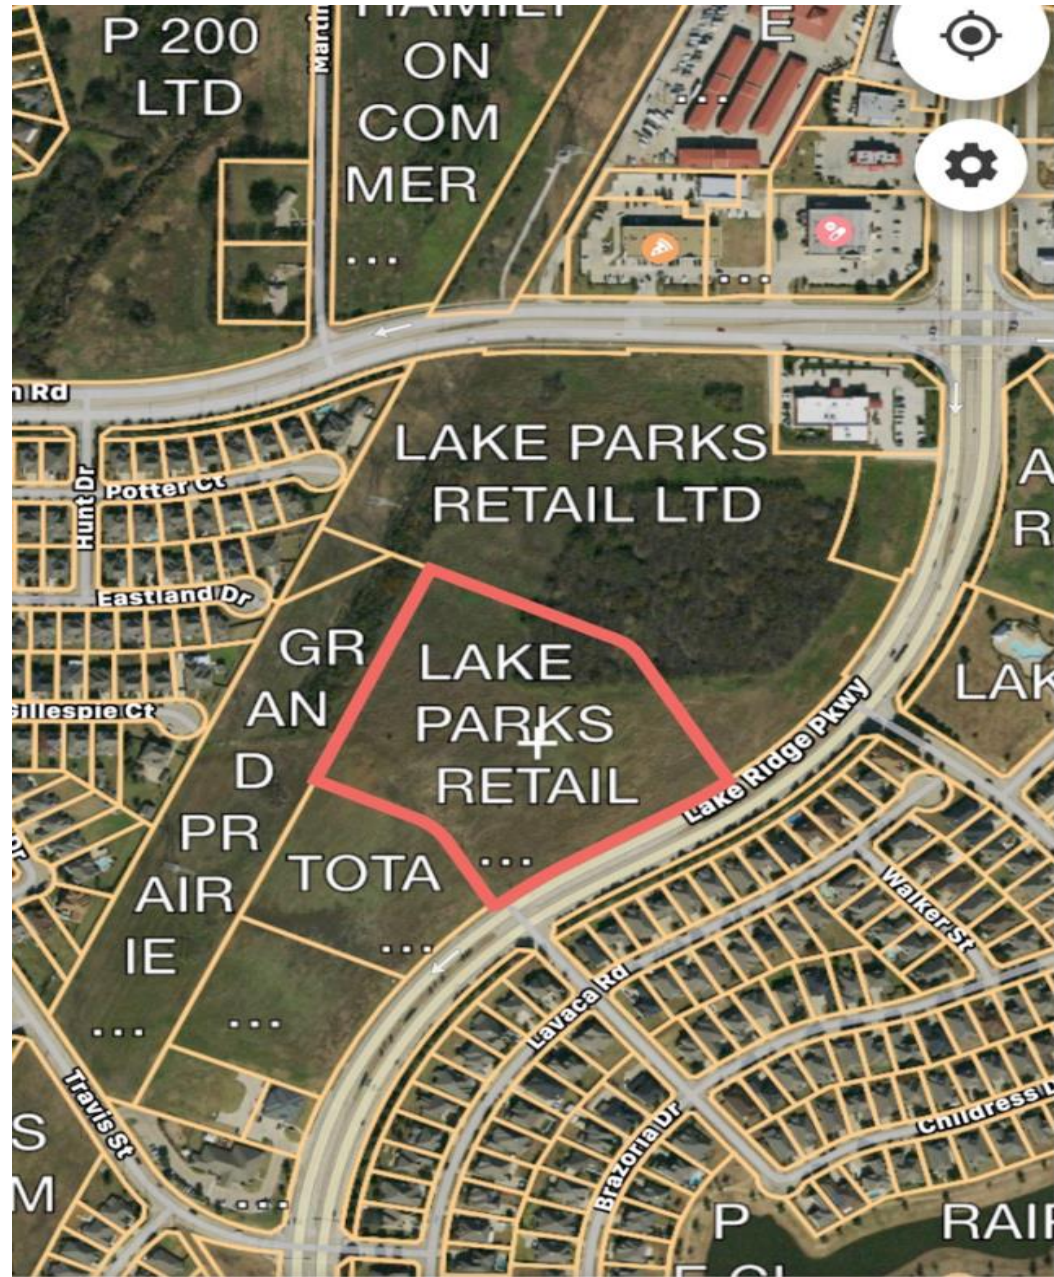 P 200
LTD
Martin
HAMILT
ON
COM
MER
...
E
...
...
n Rd
Hunt Dr
Potter Ct
LAKE PARKS
RETAIL LTD
A
R
Eastland Dr
GR
AN
D
PR
AIR
IE
...
LAKE
PARKS
RETAIL
...
LAK
Gillespie Ct
Lake Ridge Pkwy
Dr
TOTA
...
...
Walker St
Lavaca Rd
Travis St
Brazoria Dr
Childress L
S
M
...
P
RAIF